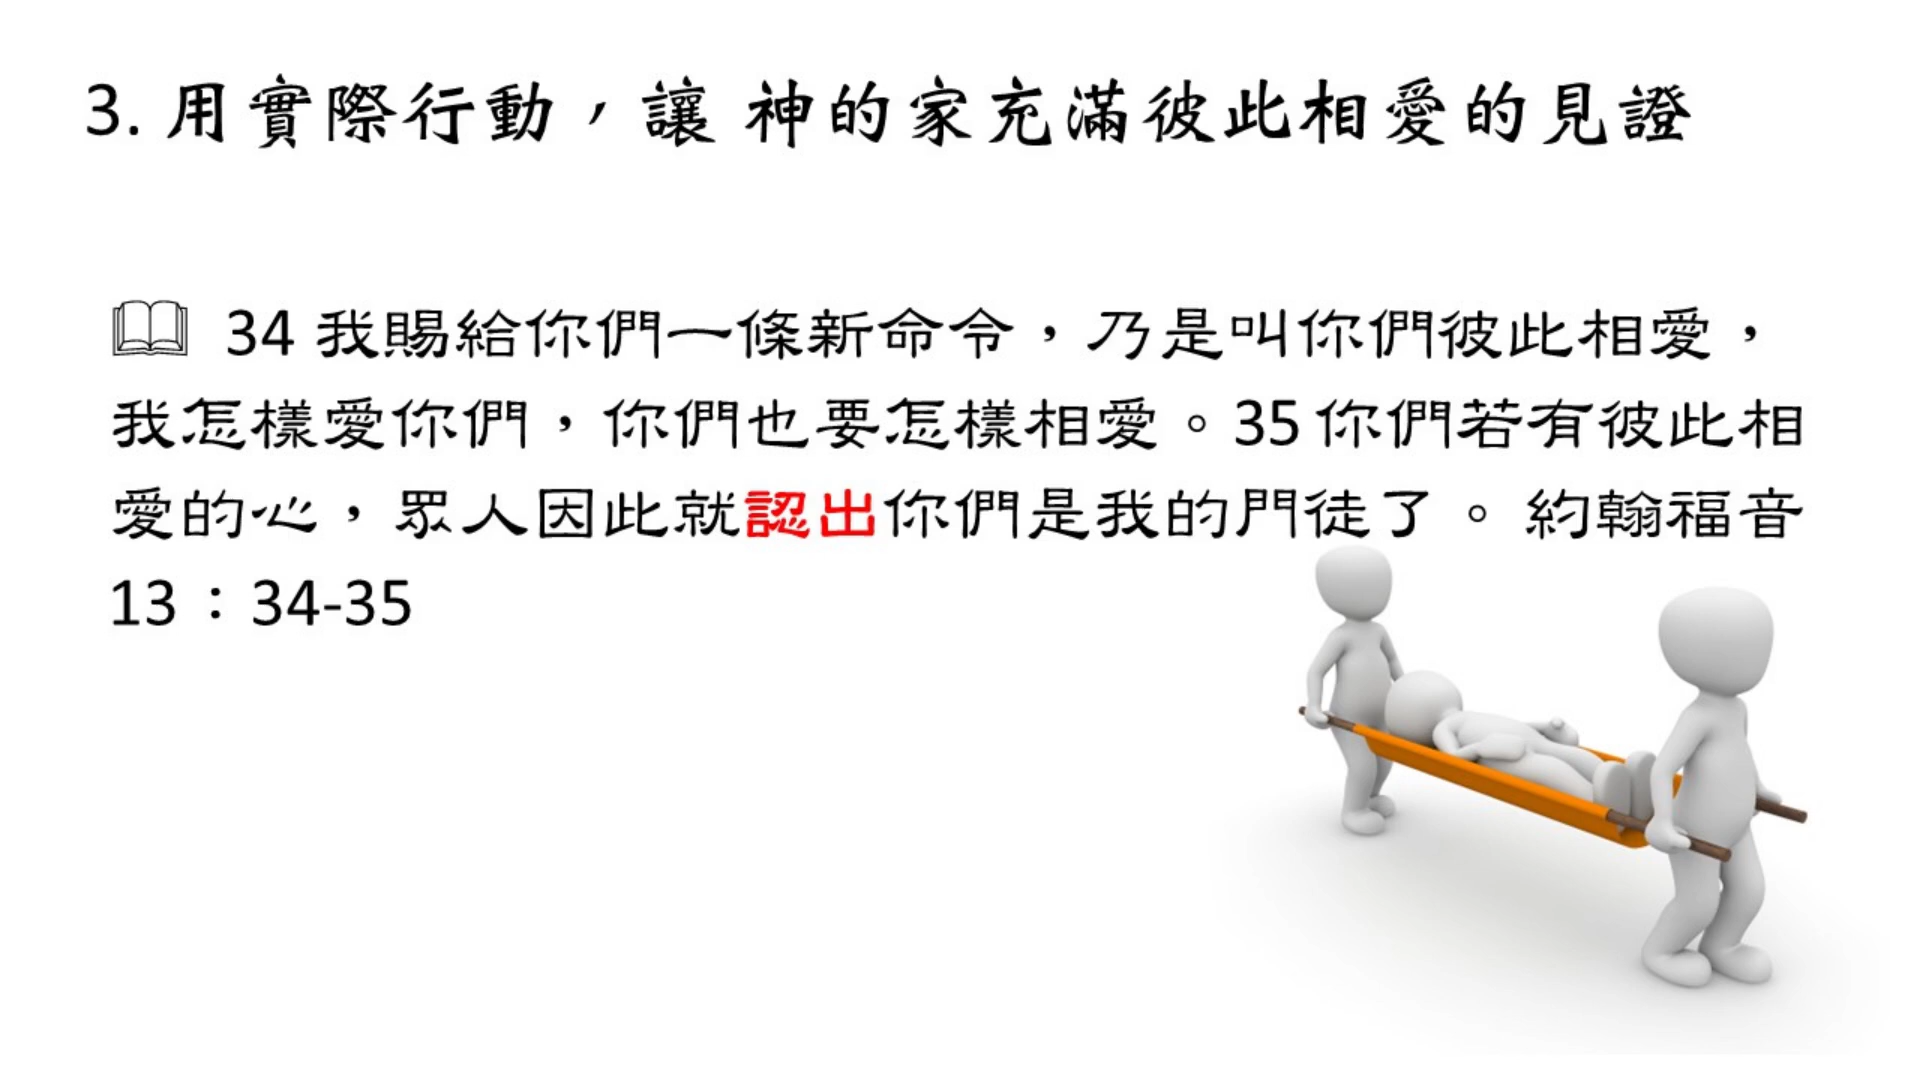 3. 用實際行動，讓 神的家充滿彼此相愛的見證
34 我賜給你們一條新命令，乃是叫你們彼此相愛，
我怎樣愛你們，你們也要怎樣相愛。35 你們若有彼此相
愛的心，眾人因此就認出你們是我的門徒了。 約翰福音
13：34-35